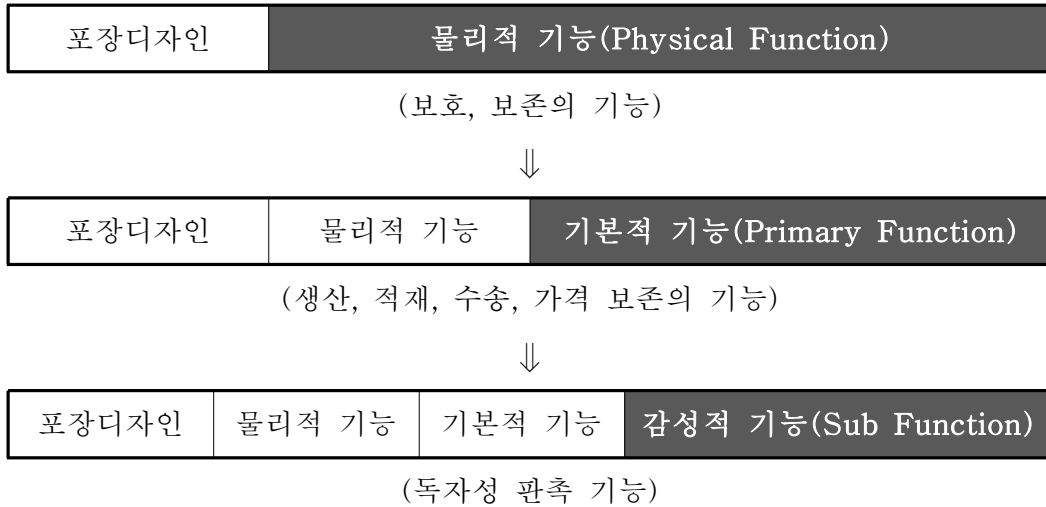 포장디자인 물리적 기능(Physical Function)
(보호, 보존의 기능)
⇓
포장디자인 물리적 기능 기본적 기능(Primary Function)
(생산, 적재, 수송, 가격 보존의 기능)
⇓
포장디자인 물리적 기능 기본적 기능 감성적 기능(Sub Function)
(독자성 판촉 기능)